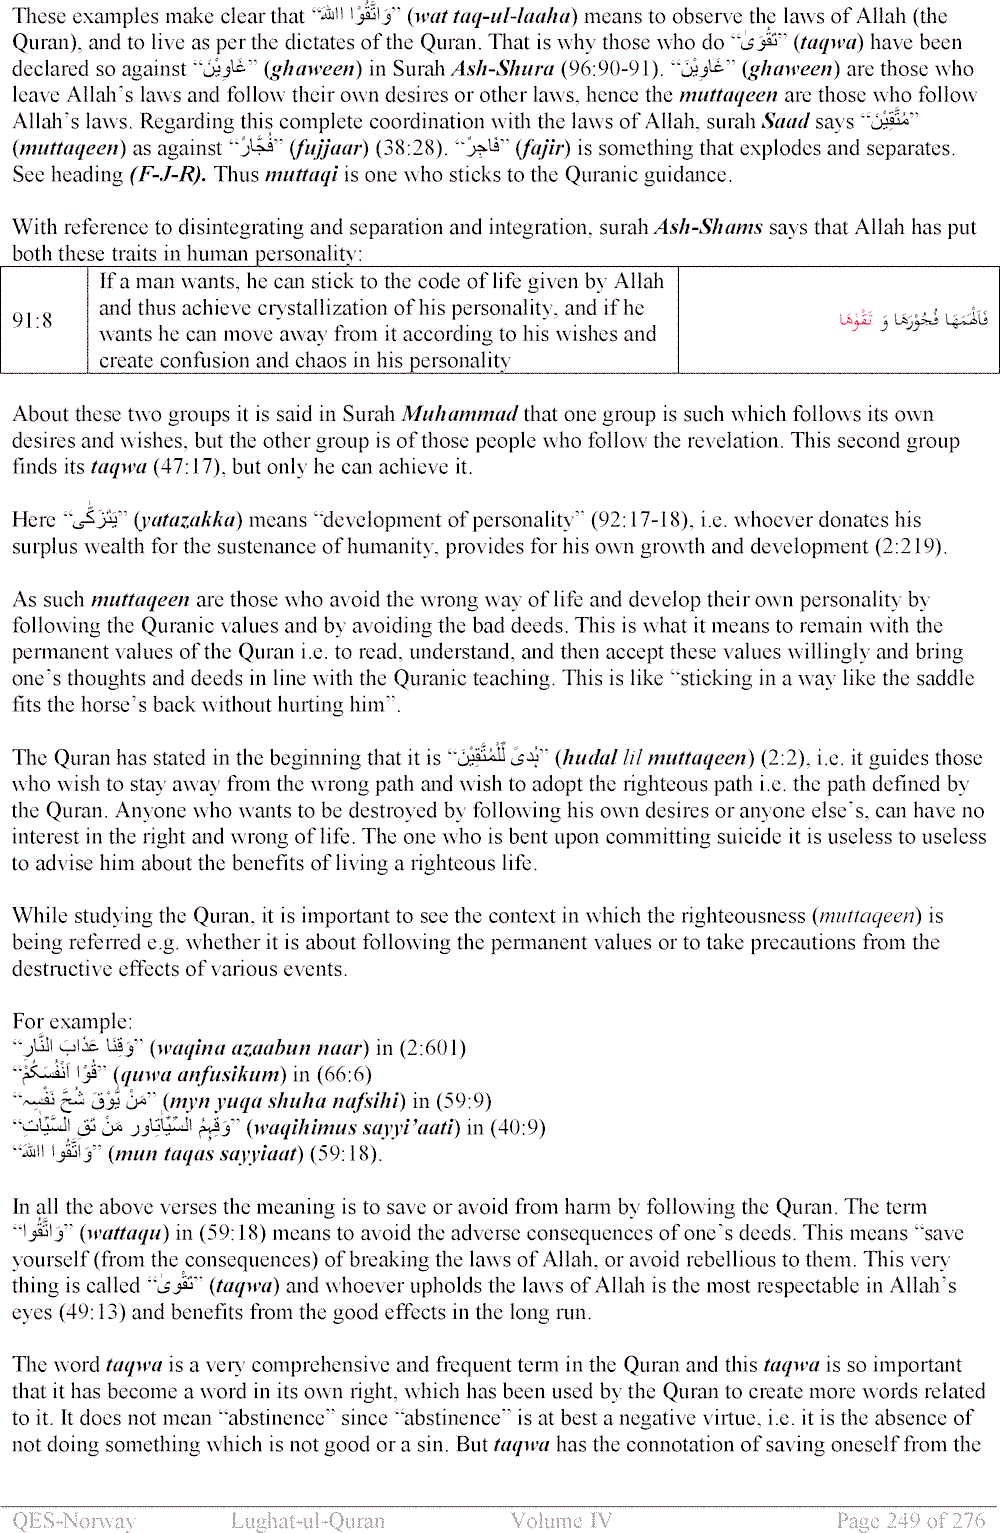 These examples make clear that “وَاتَّقُوْا اللهَ” (wat taq-ul-laaha) means to observe the laws of Allah (the
Quran), and to live as per the dictates of the Quran. That is why those who do “تَقْوٰی” (taqwa) have been
declared so against “غَاوِیْنَ” (ghaween) in Surah Ash-Shura (96:90-91). “غَاوِیْنَ” (ghaween) are those who
leave Allah’s laws and follow their own desires or other laws, hence the muttaqeen are those who follow
Allah’s laws. Regarding this complete coordination with the laws of Allah, surah Saad says “مُتَّقِیْنَ”
(muttaqeen) as against “فُجَّارٌ” (fujjaar) (38:28). “فَاجِرٌ” (fajir) is something that explodes and separates.
See heading (F-J-R). Thus muttaqi is one who sticks to the Quranic guidance.
With reference to disintegrating and separation and integration, surah Ash-Shams says that Allah has put
both these traits in human personality:
91:8
If a man wants, he can stick to the code of life given by Allah
and thus achieve crystallization of his personality, and if he
wants he can move away from it according to his wishes and
create confusion and chaos in his personality
فَاَلْهَمَهَا فُجُوْرَهَا وَ تَقْوٰهَا
About these two groups it is said in Surah Muhammad that one group is such which follows its own
desires and wishes, but the other group is of those people who follow the revelation. This second group
finds its taqwa (47:17), but only he can achieve it.
Here “یَتَزَکّٰی” (yatazakka) means “development of personality” (92:17-18), i.e. whoever donates his
surplus wealth for the sustenance of humanity, provides for his own growth and development (2:219).
As such muttaqeen are those who avoid the wrong way of life and develop their own personality by
following the Quranic values and by avoiding the bad deeds. This is what it means to remain with the
permanent values of the Quran i.e. to read, understand, and then accept these values willingly and bring
one’s thoughts and deeds in line with the Quranic teaching. This is like “sticking in a way like the saddle
fits the horse’s back without hurting him”.
The Quran has stated in the beginning that it is “ہُدیً لِّلْمُتَّقِیْنَ” (hudal lil muttaqeen) (2:2), i.e. it guides those
who wish to stay away from the wrong path and wish to adopt the righteous path i.e. the path defined by
the Quran. Anyone who wants to be destroyed by following his own desires or anyone else’s, can have no
interest in the right and wrong of life. The one who is bent upon committing suicide it is useless to useless
to advise him about the benefits of living a righteous life.
While studying the Quran, it is important to see the context in which the righteousness (muttaqeen) is
being referred e.g. whether it is about following the permanent values or to take precautions from the
destructive effects of various events.
For example:
“وَقِنَا عَذَابَ النَّارِ” (waqina azaabun naar) in (2:601)
“قُوْا اَنْفُسَکُمْ” (quwa anfusikum) in (66:6)
“مَنْ یُّوْقَ شُحَّ نَفْسِہٖ” (myn yuqa shuha nafsihi) in (59:9)
“وَقِہِمُ السَّیِّاٰتِاور مَنْ تَقِ السَّیِّاٰتِ” (waqihimus sayyi’aati) in (40:9)
“وَاتَّقُوا اللهَ” (mun taqas sayyiaat) (59:18).
In all the above verses the meaning is to save or avoid from harm by following the Quran. The term
“وَاتَّقُوا” (wattaqu) in (59:18) means to avoid the adverse consequences of one’s deeds. This means “save
yourself (from the consequences) of breaking the laws of Allah, or avoid rebellious to them. This very
thing is called “تَقْویٰ” (taqwa) and whoever upholds the laws of Allah is the most respectable in Allah’s
eyes (49:13) and benefits from the good effects in the long run.
The word taqwa is a very comprehensive and frequent term in the Quran and this taqwa is so important
that it has become a word in its own right, which has been used by the Quran to create more words related
to it. It does not mean “abstinence” since “abstinence” is at best a negative virtue, i.e. it is the absence of
not doing something which is not good or a sin. But taqwa has the connotation of saving oneself from the
QES-Norway Lughat-ul-Quran Volume IV Page 249 of 276